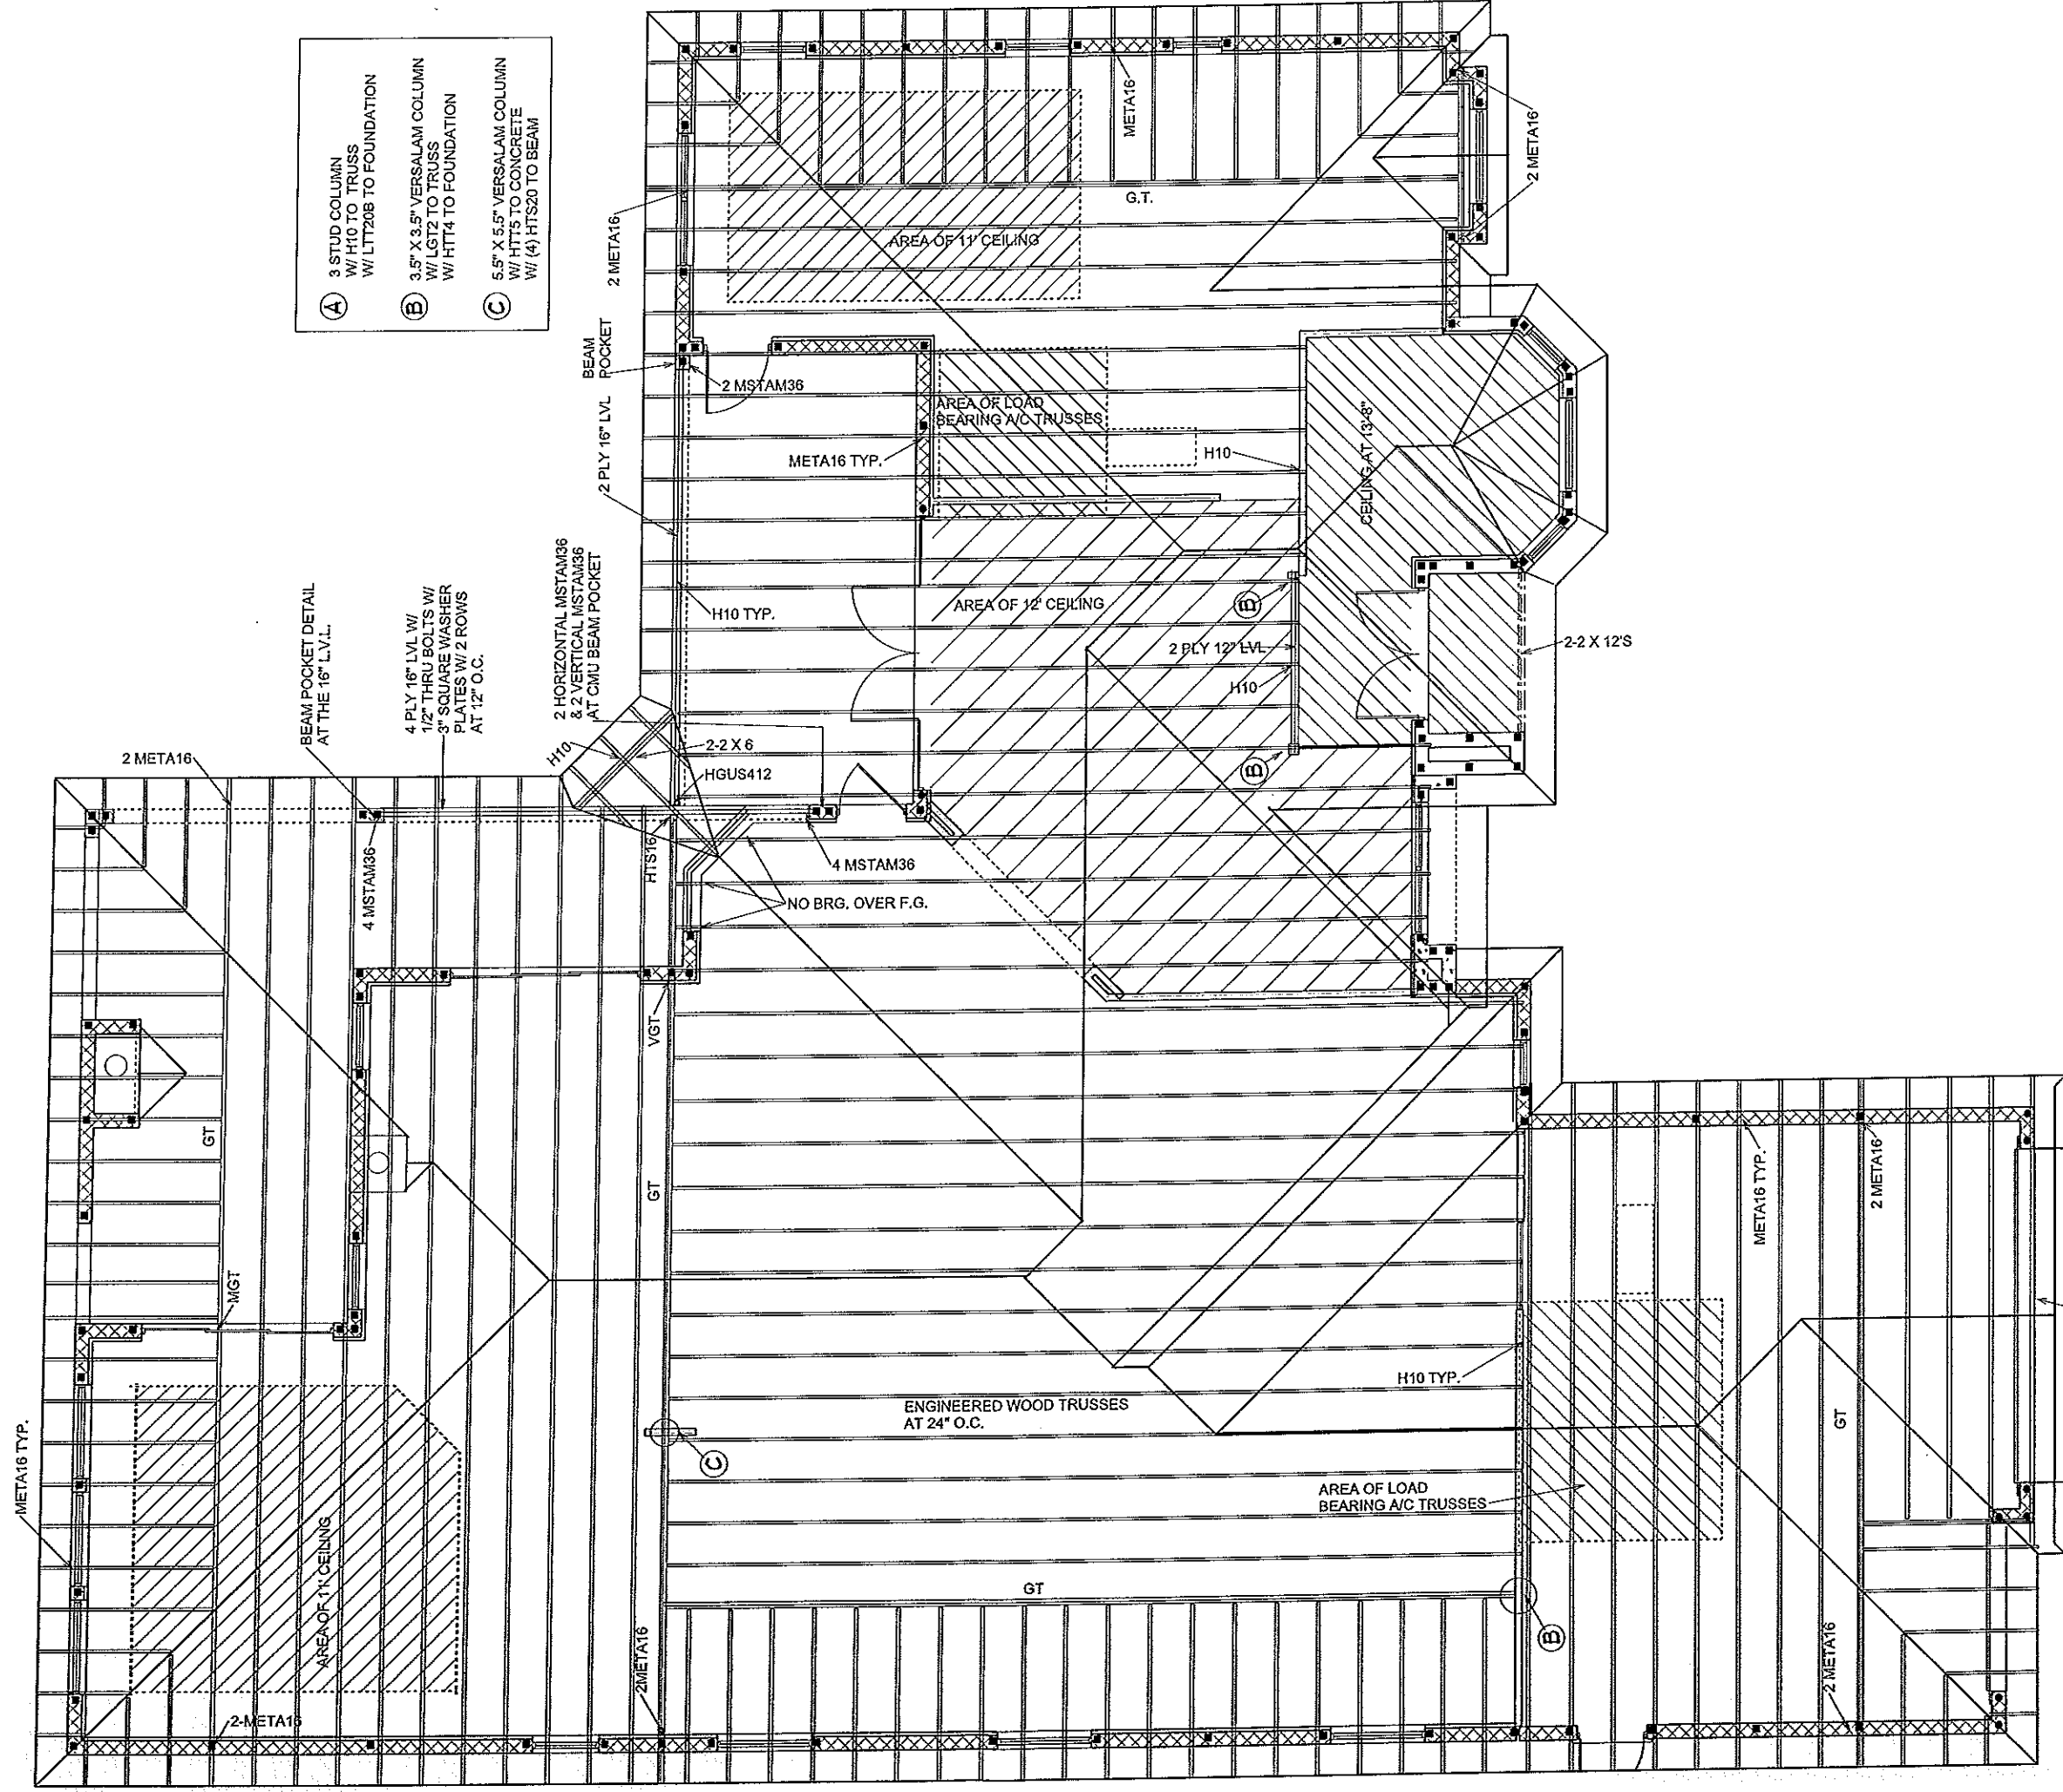 A
3 STUD COLUMN
W/ H10 TO TRUSS
W/ LTT20B TO FOUNDATION
B
3.5" X 3.5" VERSALAM COLUMN
W/ LGT2 TO TRUSS
W/ HTT4 TO FOUNDATION
C
5.5" X 5.5" VERSALAM COLUMN
W/ HTT5 TO CONCRETE
W/ (4) HTS20 TO BEAM
META16
2 META16
G.T.
AREA OF 11' CEILING
2 META16
BEAM
POCKET
2 MSTAM36
2 PLY 16" LVL
AREA OF LOAD
BEARING A/C TRUSSES
META16 TYP.
H10
CEILING AT 13'-8"
2 HORIZONTAL MSTAM36
& 2 VERTICAL MSTAM36
AT CMU BEAM POCKET
H10 TYP.
AREA OF 12' CEILING
B
2 PLY 12" LVL
H10
2-2 X 12'S
B
BEAM POCKET DETAIL
AT THE 16" L.V.L.
4 PLY 16" LVL W/
1/2" THRU BOLTS W/
3" SQUARE WASHER
PLATES W/ 2 ROWS
AT 12" O.C.
2 META16
H10
2-2 X 6
HGUS412
4 MSTAM36
HTS16
4 MSTAM36
NO BRG. OVER F.G.
VGT
GT
GT
MGT
META16 TYP.
2 META16
H10 TYP.
ENGINEERED WOOD TRUSSES
AT 24" O.C.
GT
META16 TYP.
C
AREA OF LOAD
BEARING A/C TRUSSES
AREA OF 11' CEILING
GT
B
2META16
2 META16
2-META16